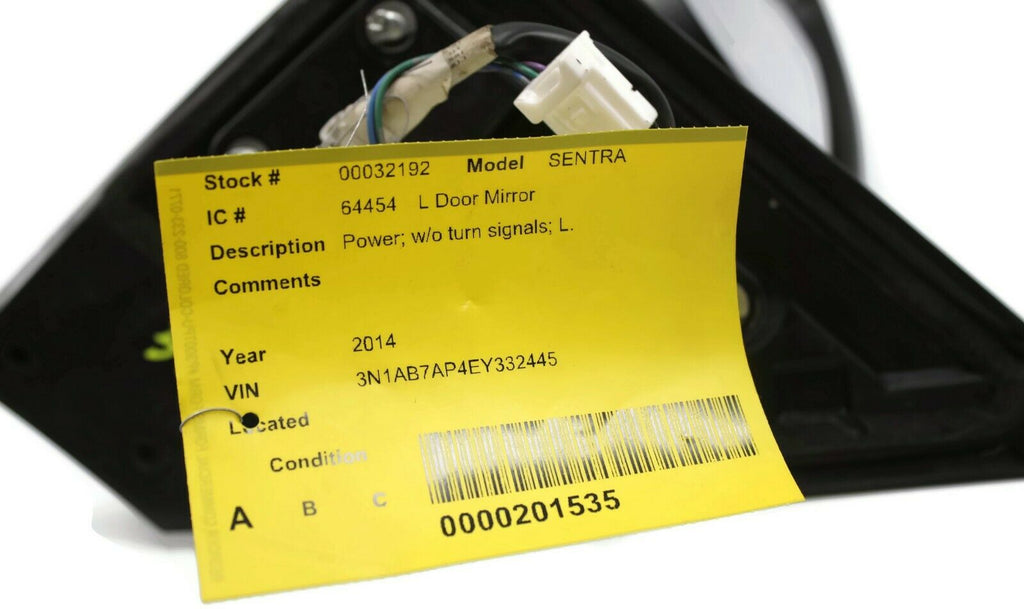 Stock # 00032192 Model SENTRA
IC # 64454 L Door Mirror
Description Power; w/o turn signals; L.
Comments
Year 2014
VIN 3N1AB7AP4EY332445
Located
Condition
A B C
0000201535